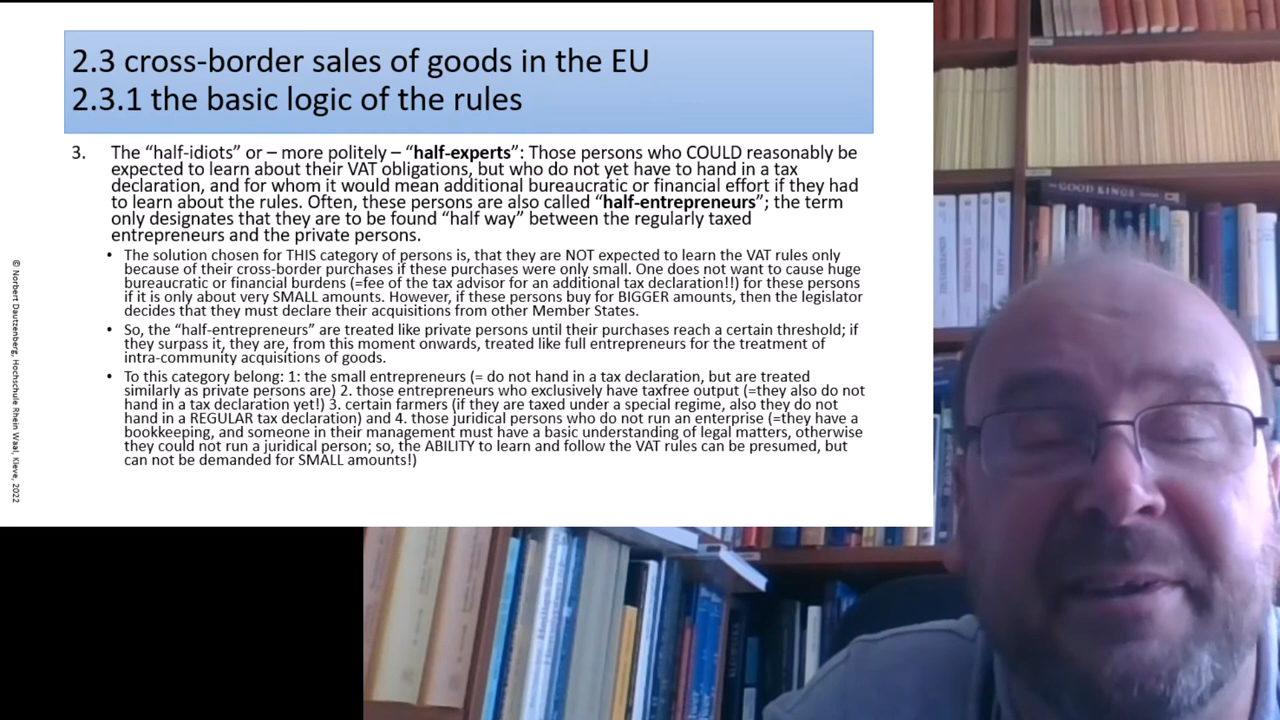 2.3 cross-border sales of goods in the EU
2.3.1 the basic logic of the rules
3. The “half-idiots” or – more politely – “half-experts”: Those persons who COULD reasonably be
expected to learn about their VAT obligations, but who do not yet have to hand in a tax
declaration, and for whom it would mean additional bureaucratic or financial effort if they had
to learn about the rules. Often, these persons are also called “half-entrepreneurs”; the term
only designates that they are to be found “half way” between the regularly taxed
entrepreneurs and the private persons.
• The solution chosen for THIS category of persons is, that they are NOT expected to learn the VAT rules only
because of their cross-border purchases if these purchases were only small. One does not want to cause huge
bureaucratic or financial burdens (=fee of the tax advisor for an additional tax declaration!!) for these persons
if it is only about very SMALL amounts. However, if these persons buy for BIGGER amounts, then the legislator
decides that they must declare their acquisitions from other Member States.
• So, the “half-entrepreneurs” are treated like private persons until their purchases reach a certain threshold; if
they surpass it, they are, from this moment onwards, treated like full entrepreneurs for the treatment of
intra-community acquisitions of goods.
• To this category belong: 1: the small entrepreneurs (= do not hand in a tax declaration, but are treated
similarly as private persons are) 2. those entrepreneurs who exclusively have taxfree output (=they also do not
hand in a tax declaration yet!) 3. certain farmers (if they are taxed under a special regime, also they do not
hand in a REGULAR tax declaration) and 4. those juridical persons who do not run an enterprise (=they have a
bookkeeping, and someone in their management must have a basic understanding of legal matters, otherwise
they could not run a juridical person; so, the ABILITY to learn and follow the VAT rules can be presumed, but
can not be demanded for SMALL amounts!)
© Norbert Dautzenberg, Hochschule Rhein Waal, Kleve, 2022
GOOD KINGS